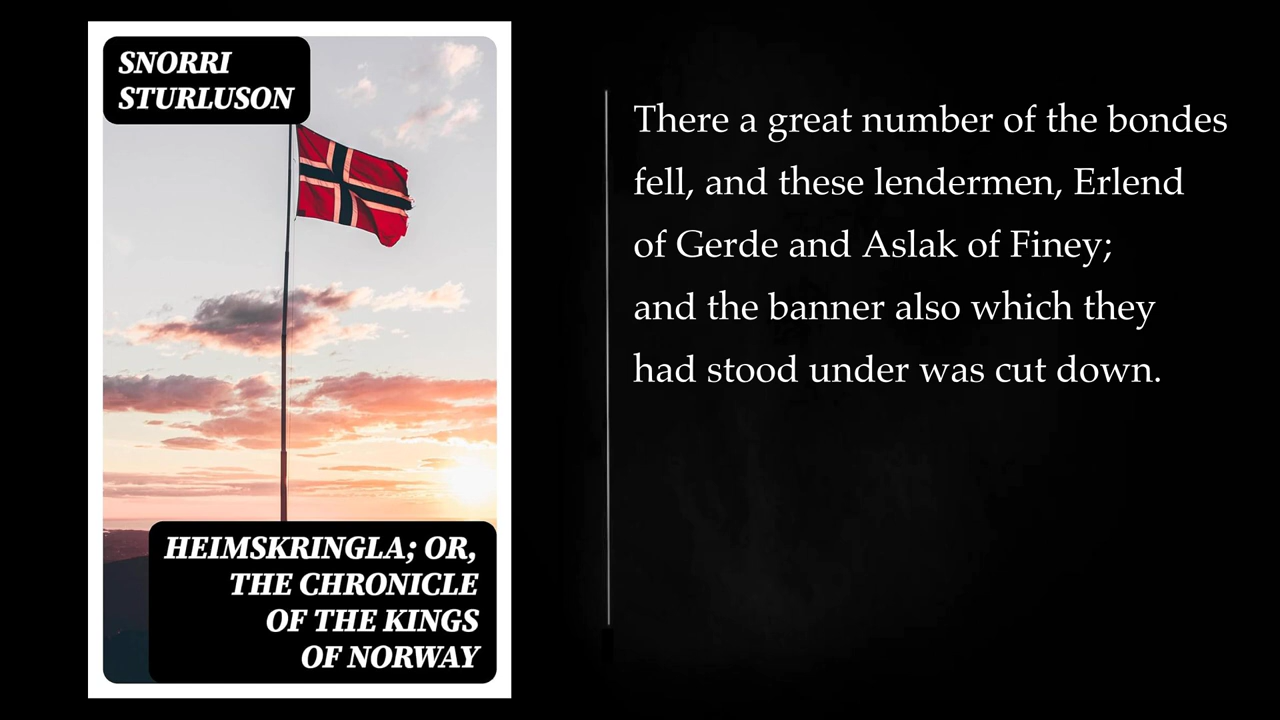 SNORRI
STURLUSON
HEIMSKRINGLA; OR,
THE CHRONICLE
OF THE KINGS
OF NORWAY
There a great number of the bondes
fell, and these lendermen, Erlend
of Gerde and Aslak of Finey;
and the banner also which they
had stood under was cut down.